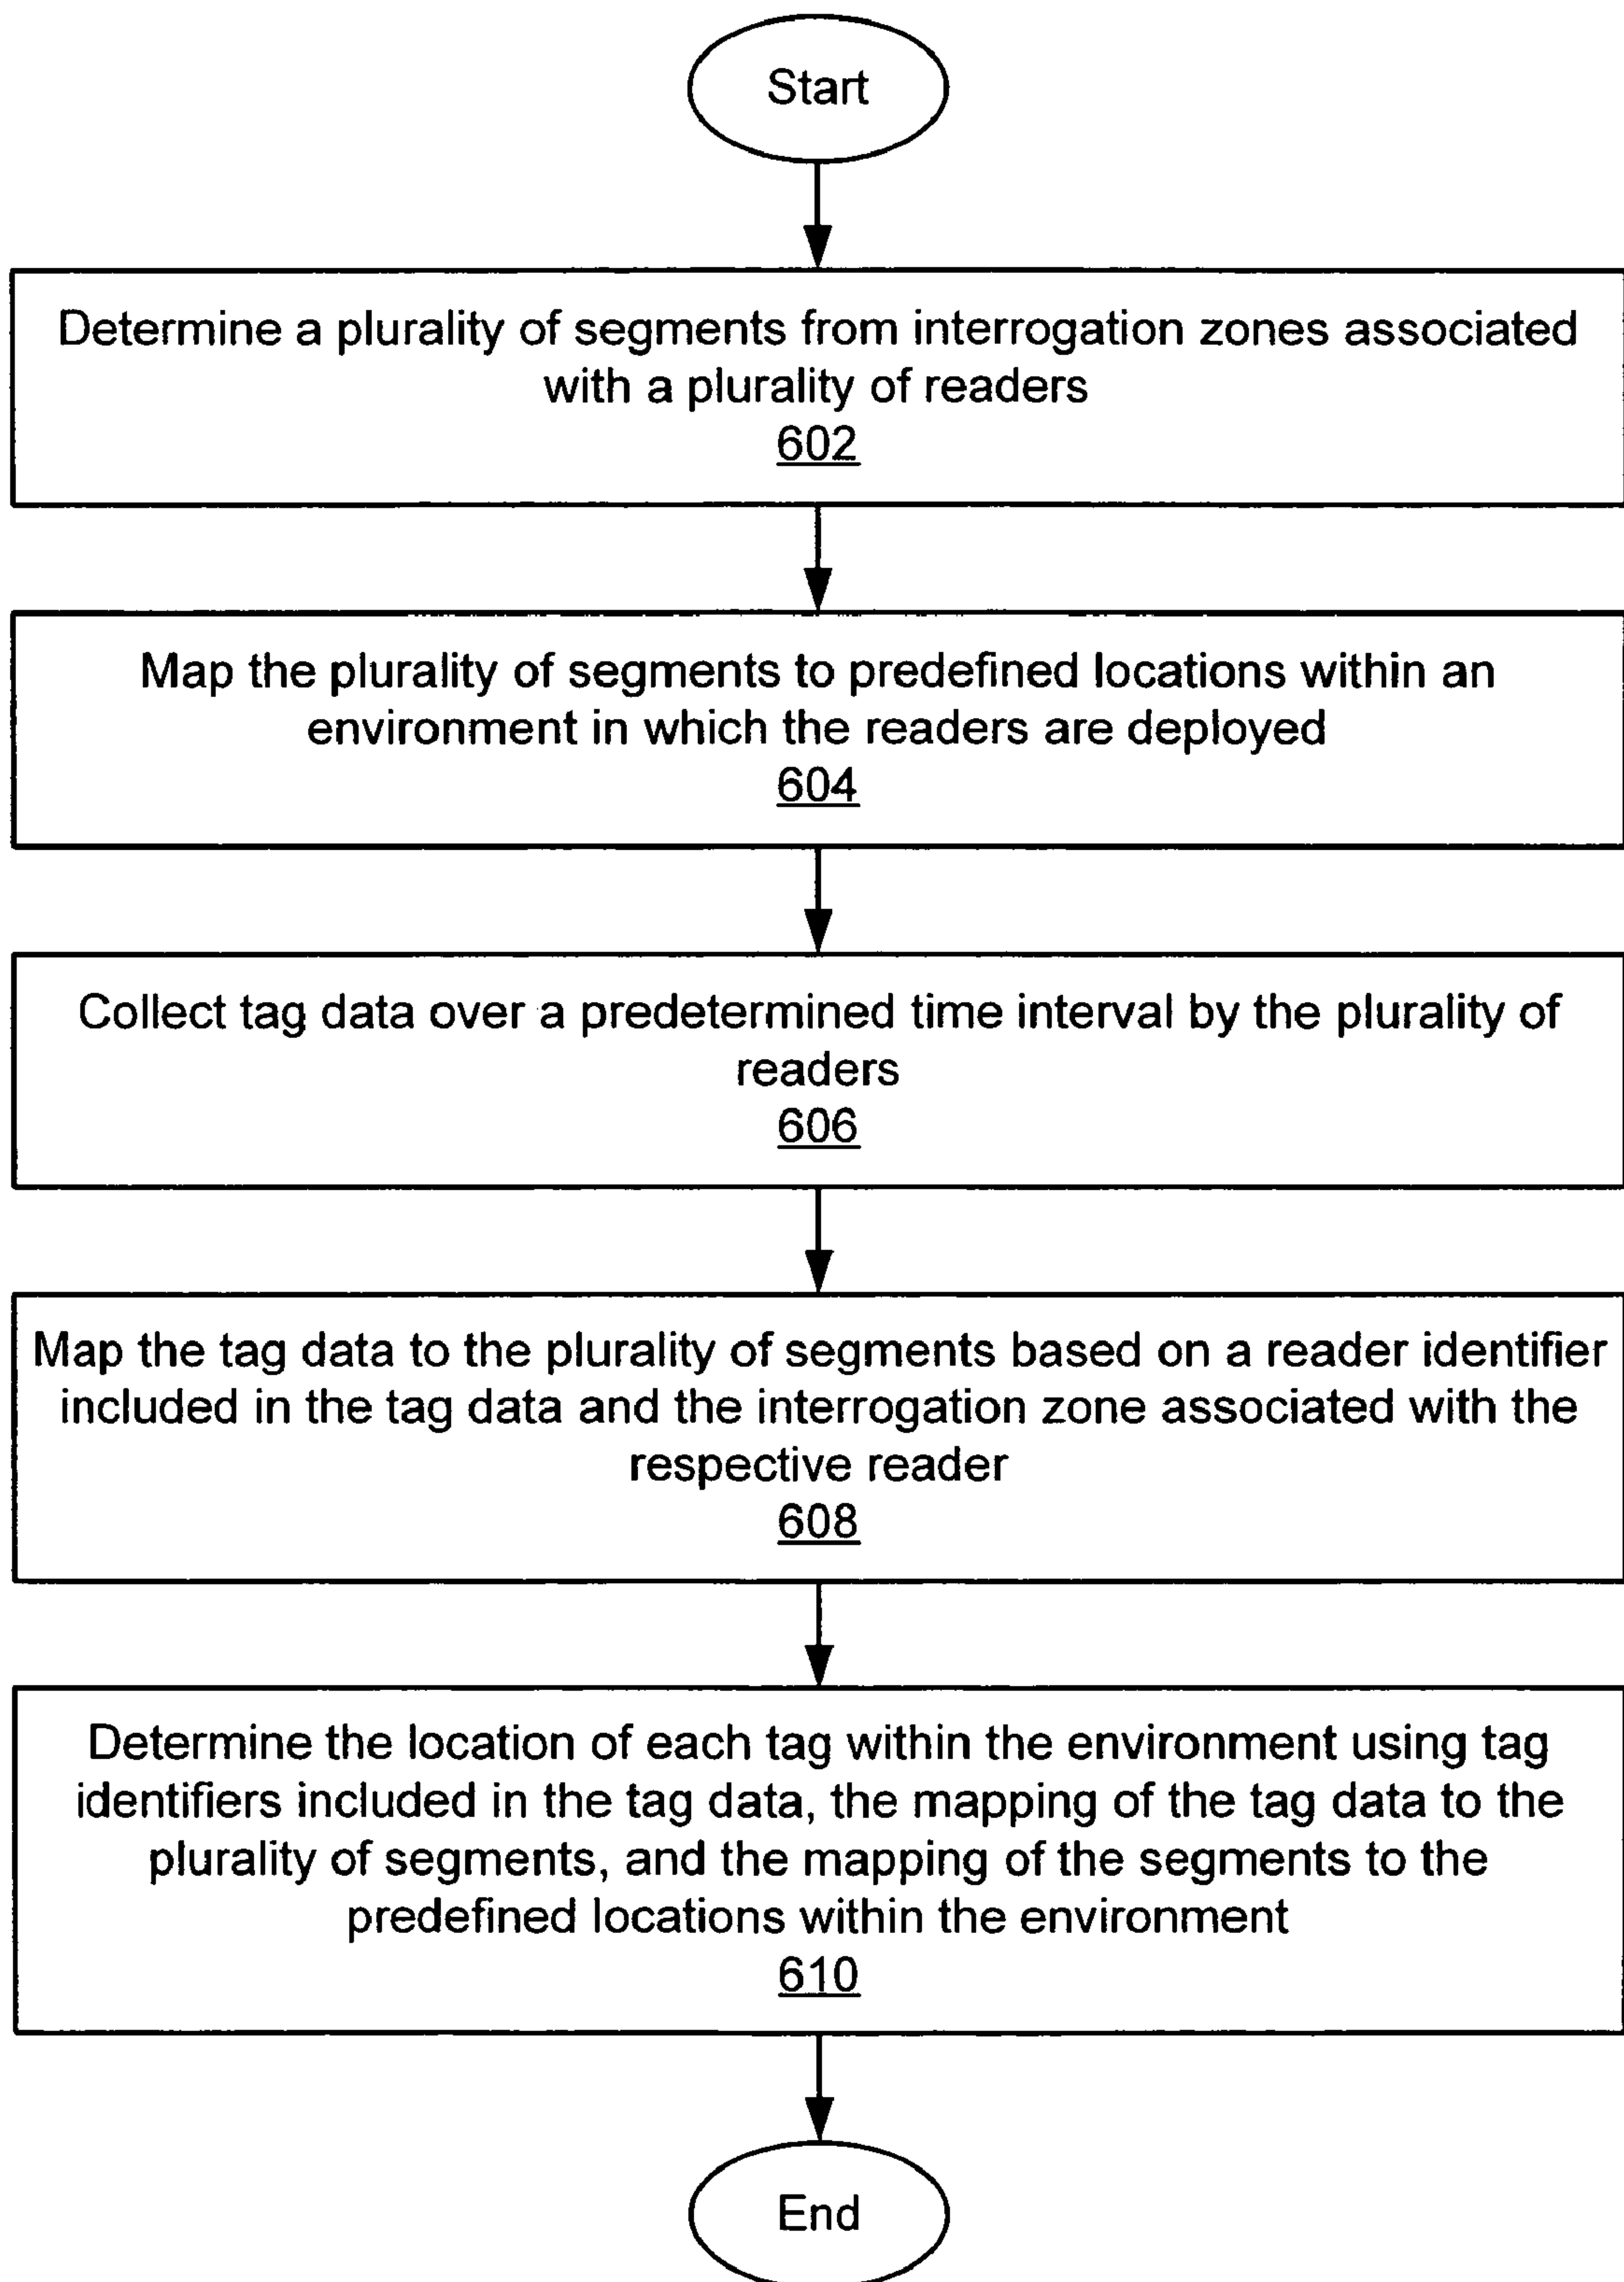 Start
Determine a plurality of segments from interrogation zones associated
with a plurality of readers
602
Map the plurality of segments to predefined locations within an
environment in which the readers are deployed
604
Collect tag data over a predetermined time interval by the plurality of
readers
606
Map the tag data to the plurality of segments based on a reader identifier
included in the tag data and the interrogation zone associated with the
respective reader
608
Determine the location of each tag within the environment using tag
identifiers included in the tag data, the mapping of the tag data to the
plurality of segments, and the mapping of the segments to the
predefined locations within the environment
610
End